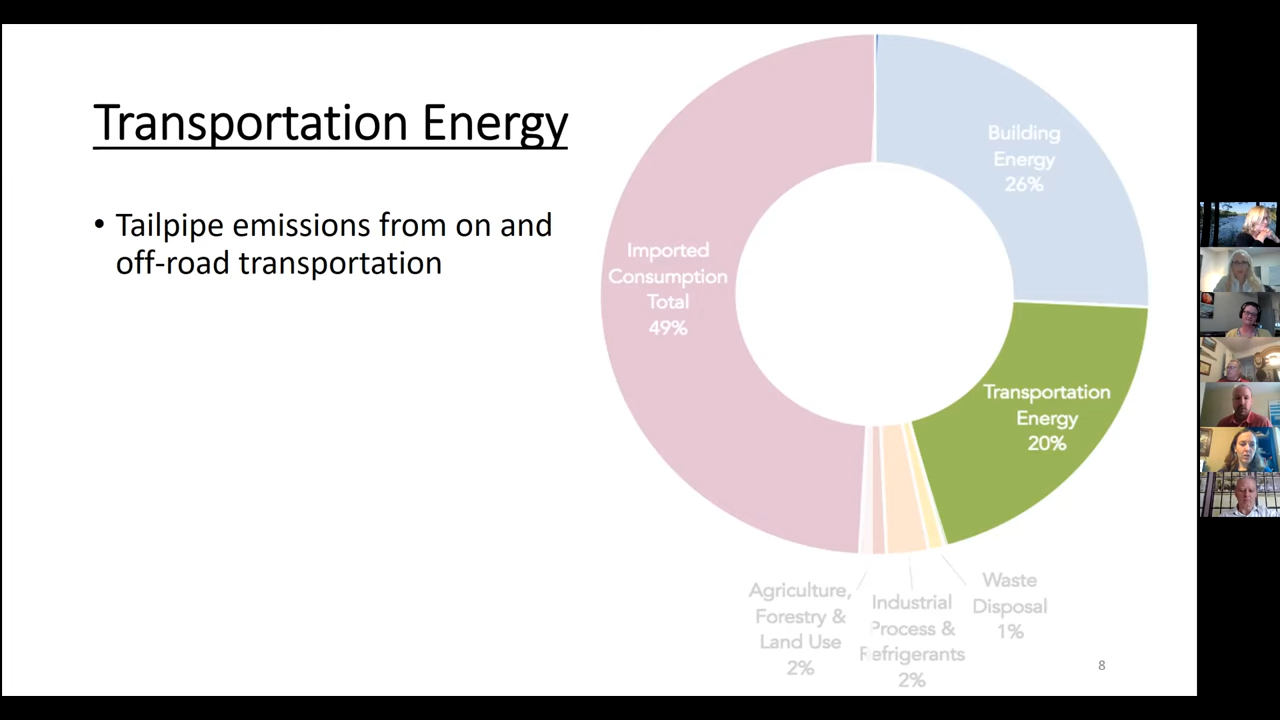 Transportation Energy
• Tailpipe emissions from on and
off-road transportation
Building
Energy
26%
Imported
Consumption
Total
49%
Transportation
Energy
20%
Agriculture,
Forestry &
Land Use
2%
Industrial
Process &
Refrigerants
2%
Waste
Disposal
1%
8